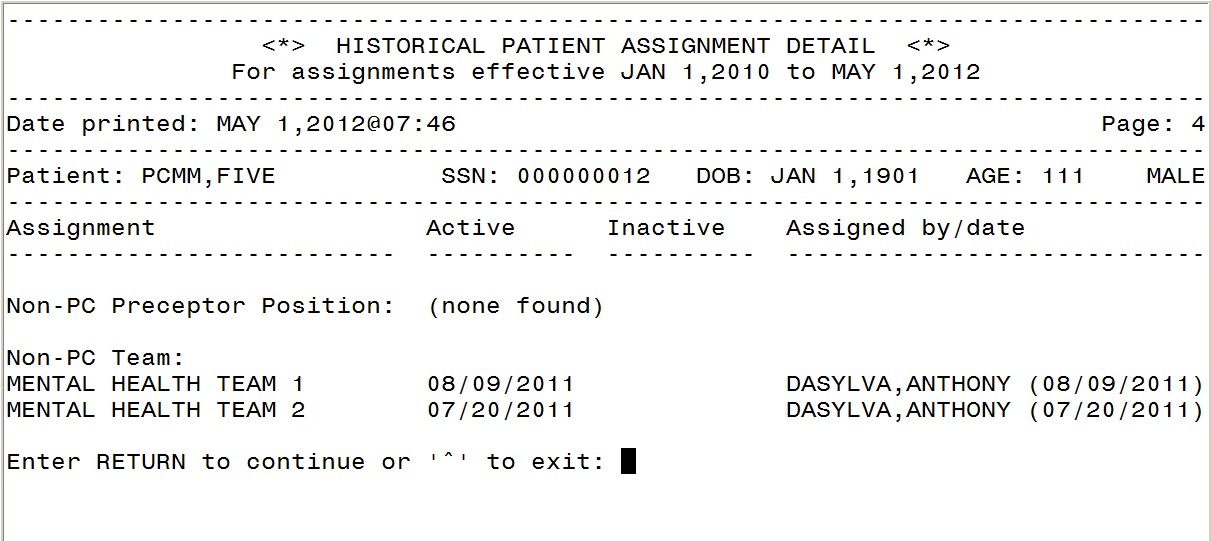 <*> HISTORICAL PATIENT ASSIGNMENT DETAIL <*>
For assignments effective JAN 1,2010 to MAY 1,2012
Date printed: MAY 1,2012@07:46 Page: 4
Patient: PCMM,FIVE SSN: 000000012 DOB: JAN 1,1901 AGE: 111 MALE
Assignment Active Inactive Assigned by/date
Non-PC Preceptor Position: (none found)
Non-PC Team:
MENTAL HEALTH TEAM 1 08/09/2011 DASYLVA,ANTHONY (08/09/2011)
MENTAL HEALTH TEAM 2 07/20/2011 DASYLVA,ANTHONY (07/20/2011)
Enter RETURN to continue or '^' to exit: